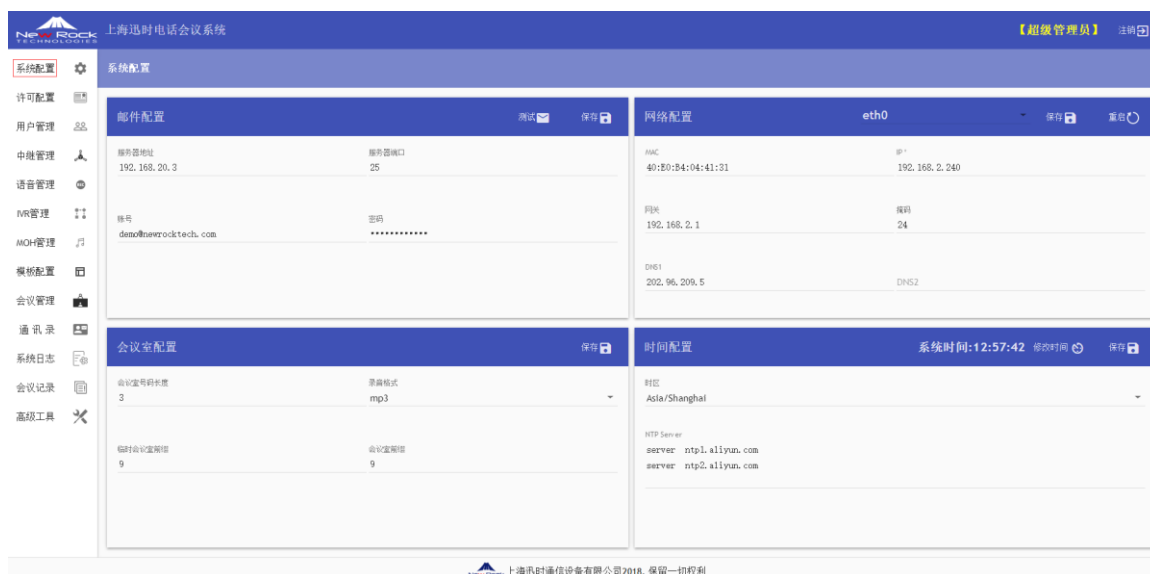 New Rock
TECHNOLOGIES
上海迅时电话会议系统
【超级管理员】 注销
系统配置
许可配置
用户管理
中继管理
语音管理
IVR管理
MOH管理
模板配置
会议管理
通讯录
系统日志
会议记录
高级工具
系统配置
邮件配置 测试 保存
服务器地址 服务器端口
192.168.20.3 25
账号 密码
demo@newrocktech.com ••••••••••••
网络配置 eth0 保存 重启
MAC IP *
40:E0:B4:04:41:31 192.168.2.240
网关 掩码
192.168.2.1 24
DNS1
202.96.209.5 DNS2
会议室配置 保存
会议室号码长度 录音格式
3 mp3
临时会议室前缀 会议室前缀
9 9
时间配置 系统时间:12:57:42 修改时间 保存
时区
Asia/Shanghai
NTP Server
server ntp1.aliyun.com
server ntp2.aliyun.com
上海迅时通信设备有限公司2018. 保留一切权利